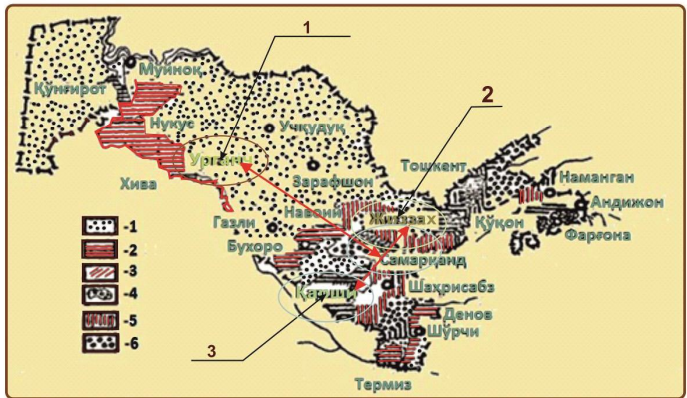 1
Мўйноқ
Қўнғирот
2
Нукус
Учқудуқ
Тошкент
Урганч
Наманган
Зарафшон
Хива
Андижон
Навоий
Жиззах
Қўқон
Газли
Фарғона
Бухоро
Самарқанд
-1
-2
Шаҳрисабз
-3
Қарши
-4
Денов
-5
Шўрчи
-6
3
Термиз